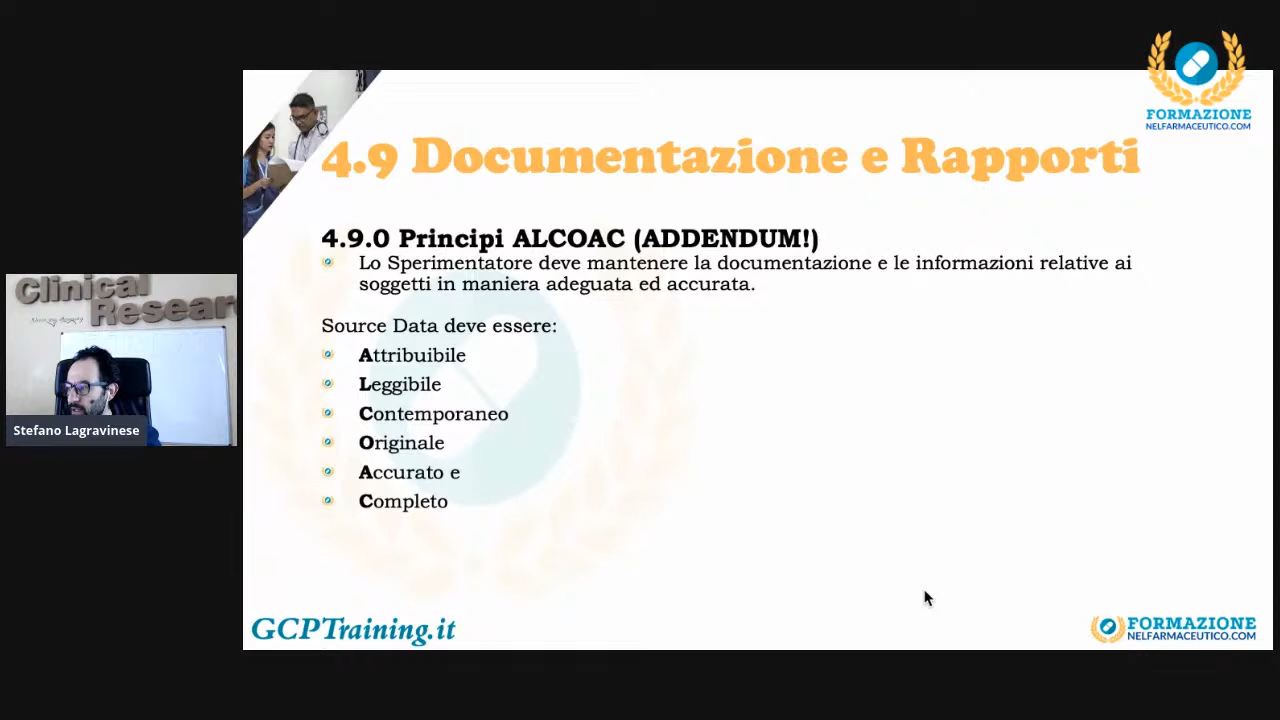 FORMAZIONE
NELFARMACEUTICO.COM
4.9 Documentazione e Rapporti
4.9.0 Principi ALCOAC (ADDENDUM!)
Lo Sperimentatore deve mantenere la documentazione e le informazioni relative ai
soggetti in maniera adeguata ed accurata.
Source Data deve essere:
Attribuibile
Leggibile
Contemporaneo
Originale
Accurato e
Completo
Clinical
Resear
Stefano Lagravinese
GCPTraining.it
FORMAZIONE
NELFARMACEUTICO.COM